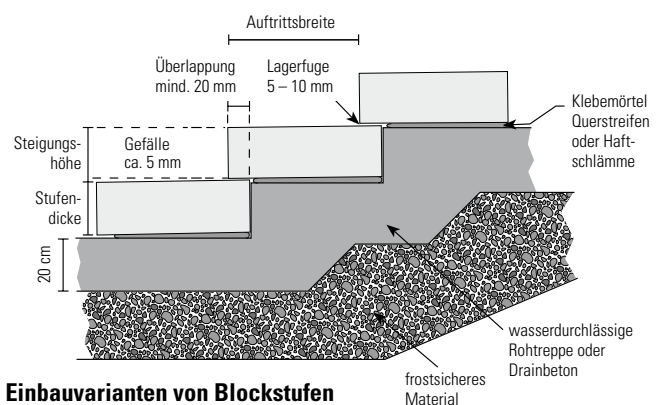 Auftrittsbreite
Überlappung
mind. 20 mm
Lagerfuge
5 – 10 mm
Klebemörtel
Querstreifen
oder Haft-
schlämme
Steigungs-
höhe
Gefälle
ca. 5 mm
Stufen-
dicke
20 cm
wasserdurchlässige
Rohtreppe oder
Drainbeton
frostsicheres
Material
Einbauvarianten von Blockstufen